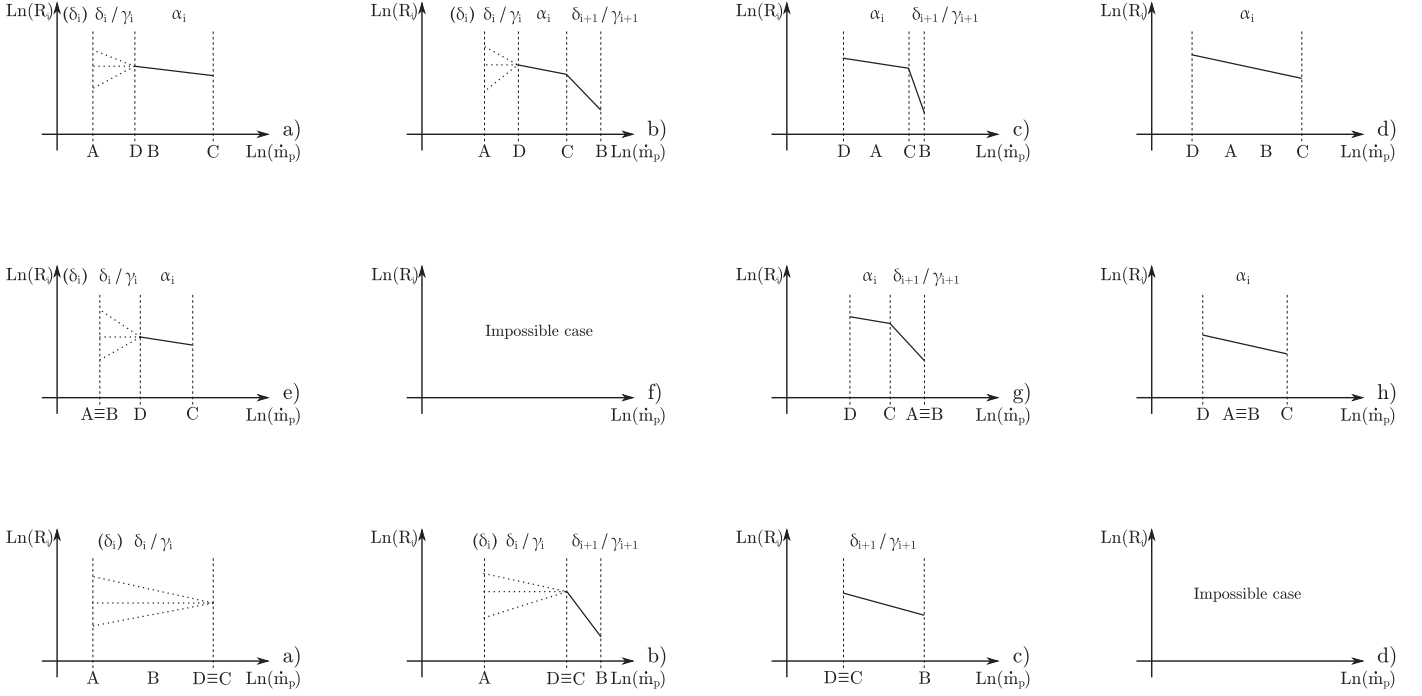 Ln(Rᵢ) (δᵢ) δᵢ/γᵢ αᵢ
A D B C Ln(ṁₚ) a)
Ln(Rᵢ) (δᵢ) δᵢ/γᵢ αᵢ δᵢ₊₁/γᵢ₊₁
A D C B Ln(ṁₚ) b)
Ln(Rᵢ) αᵢ δᵢ₊₁/γᵢ₊₁
D A C B Ln(ṁₚ) c)
Ln(Rᵢ) αᵢ
D A B C Ln(ṁₚ) d)
Ln(Rᵢ) (δᵢ) δᵢ/γᵢ αᵢ
A≡B D C Ln(ṁₚ) e)
Ln(Rᵢ)
Impossible case
Ln(ṁₚ) f)
Ln(Rᵢ) αᵢ δᵢ₊₁/γᵢ₊₁
D C A≡B Ln(ṁₚ) g)
Ln(Rᵢ) αᵢ
D A≡B C Ln(ṁₚ) h)
Ln(Rᵢ) (δᵢ) δᵢ/γᵢ
A B D≡C Ln(ṁₚ) a)
Ln(Rᵢ) (δᵢ) δᵢ/γᵢ δᵢ₊₁/γᵢ₊₁
A D≡C B Ln(ṁₚ) b)
Ln(Rᵢ) δᵢ₊₁/γᵢ₊₁
D≡C B Ln(ṁₚ) c)
Ln(Rᵢ)
Impossible case
Ln(ṁₚ) d)